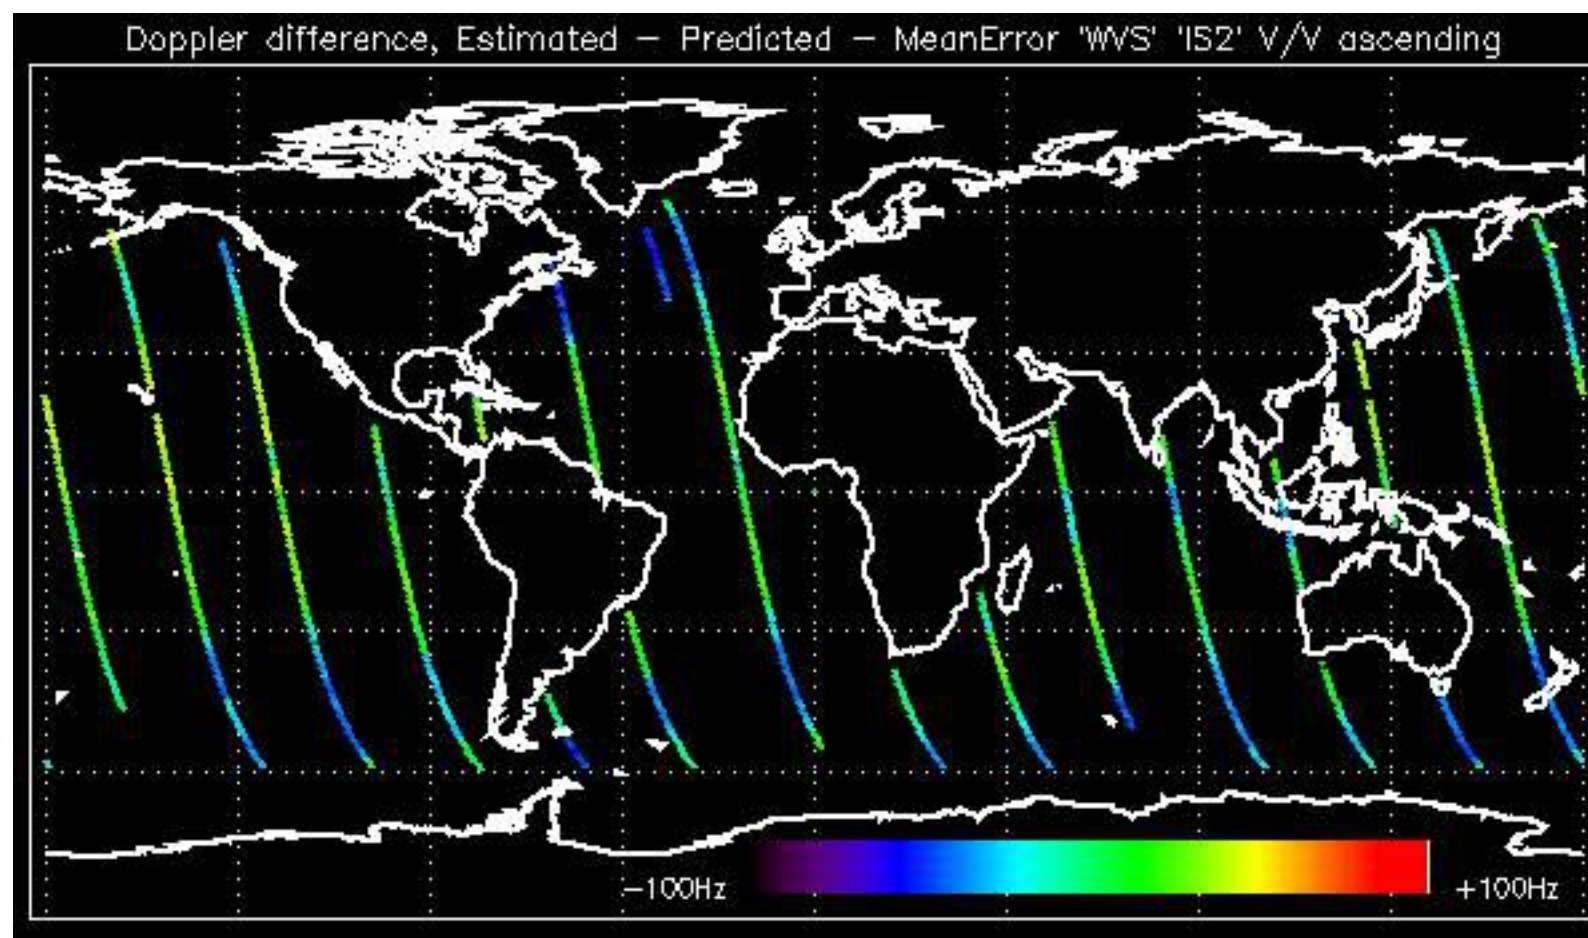 Doppler difference, Estimated – Predicted – MeanError 'WVS' 'IS2' V/V ascending
–100Hz +100Hz